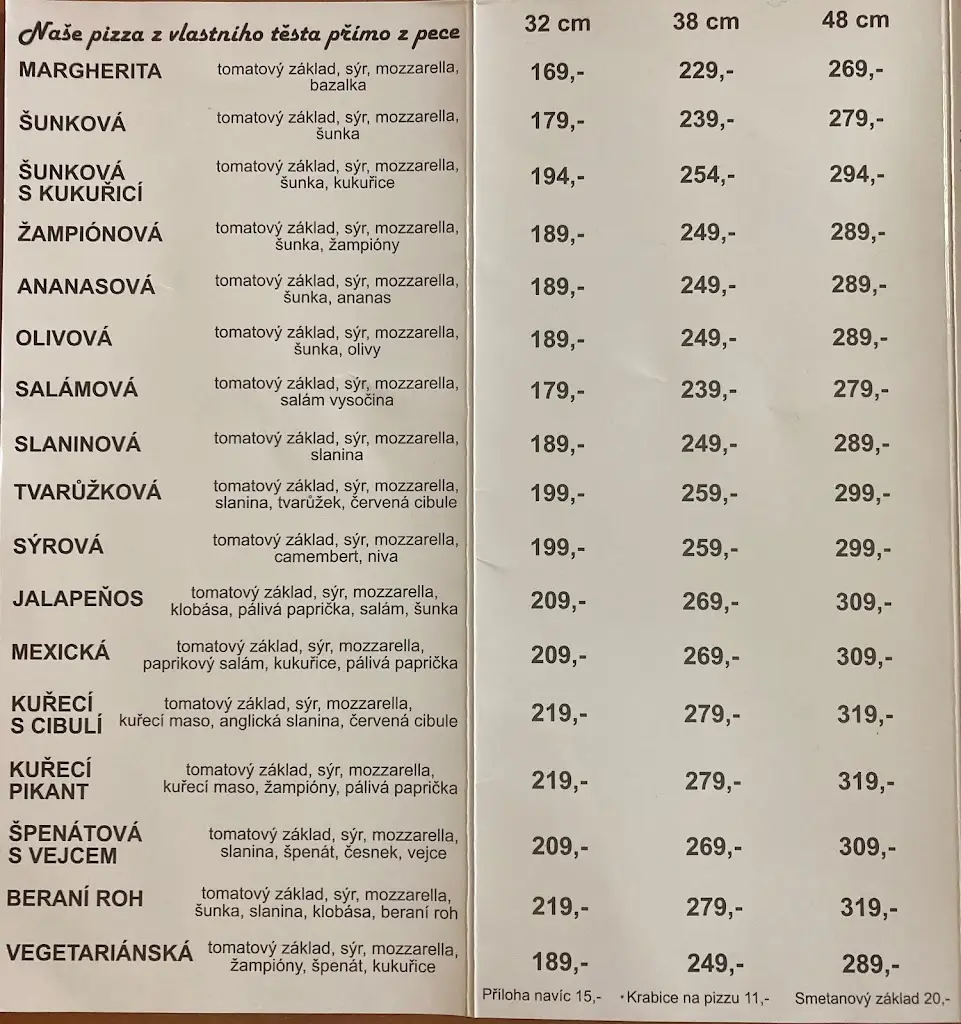 Naše pizza z vlastního těsta přímo z pece 32 cm 38 cm 48 cm
MARGHERITA tomatový základ, sýr, mozzarella, 169,- 229,- 269,-
bazalka
ŠUNKOVÁ tomatový základ, sýr, mozzarella, 179,- 239,- 279,-
šunka
ŠUNKOVÁ tomatový základ, sýr, mozzarella, 194,- 254,- 294,-
S KUKUŘICÍ šunka, kukuřice
ŽAMPIÓNOVÁ tomatový základ, sýr, mozzarella, 189,- 249,- 289,-
šunka, žampióny
ANANASOVÁ tomatový základ, sýr, mozzarella, 189,- 249,- 289,-
šunka, ananas
OLIVOVÁ tomatový základ, sýr, mozzarella, 189,- 249,- 289,-
šunka, olivy
SALÁMOVÁ tomatový základ, sýr, mozzarella, 179,- 239,- 279,-
salám vysočina
SLANINOVÁ tomatový základ, sýr, mozzarella, 189,- 249,- 289,-
slanina
TVARŮŽKOVÁ tomatový základ, sýr, mozzarella, 199,- 259,- 299,-
slanina, tvarůžek, červená cibule
SÝROVÁ tomatový základ, sýr, mozzarella, 199,- 259,- 299,-
camembert, niva
JALAPEŇOS tomatový základ, sýr, mozzarella, 209,- 269,- 309,-
klobása, pálivá paprička, salám, šunka
MEXICKÁ tomatový základ, sýr, mozzarella, 209,- 269,- 309,-
paprikový salám, kukuřice, pálivá paprička
KUŘECÍ tomatový základ, sýr, mozzarella, 219,- 279,- 319,-
S CIBULÍ kuřecí maso, anglická slanina, červená cibule
KUŘECÍ tomatový základ, sýr, mozzarella, 219,- 279,- 319,-
PIKANT kuřecí maso, žampióny, pálivá paprička
ŠPENÁTOVÁ tomatový základ, sýr, mozzarella, 209,- 269,- 309,-
S VEJCEM slanina, špenát, česnek, vejce
BERANÍ ROH tomatový základ, sýr, mozzarella, 219,- 279,- 319,-
šunka, slanina, klobása, beraní roh
VEGETARIÁNSKÁ tomatový základ, sýr, mozzarella, 189,- 249,- 289,-
žampióny, špenát, kukuřice
Příloha navíc 15,- • Krabice na pizzu 11,- Smetanový základ 20,-